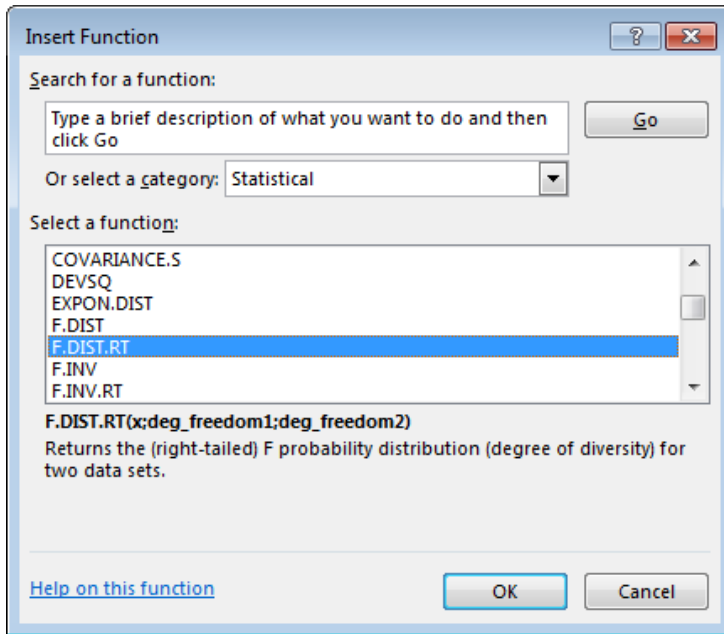 Insert Function
?
Search for a function:
Type a brief description of what you want to do and then
click Go
Go
Or select a category: Statistical
Select a function:
COVARIANCE.S
DEVSQ
EXPON.DIST
F.DIST
F.DIST.RT
F.INV
F.INV.RT
F.DIST.RT(x;deg_freedom1;deg_freedom2)
Returns the (right-tailed) F probability distribution (degree of diversity) for
two data sets.
Help on this function
OK
Cancel